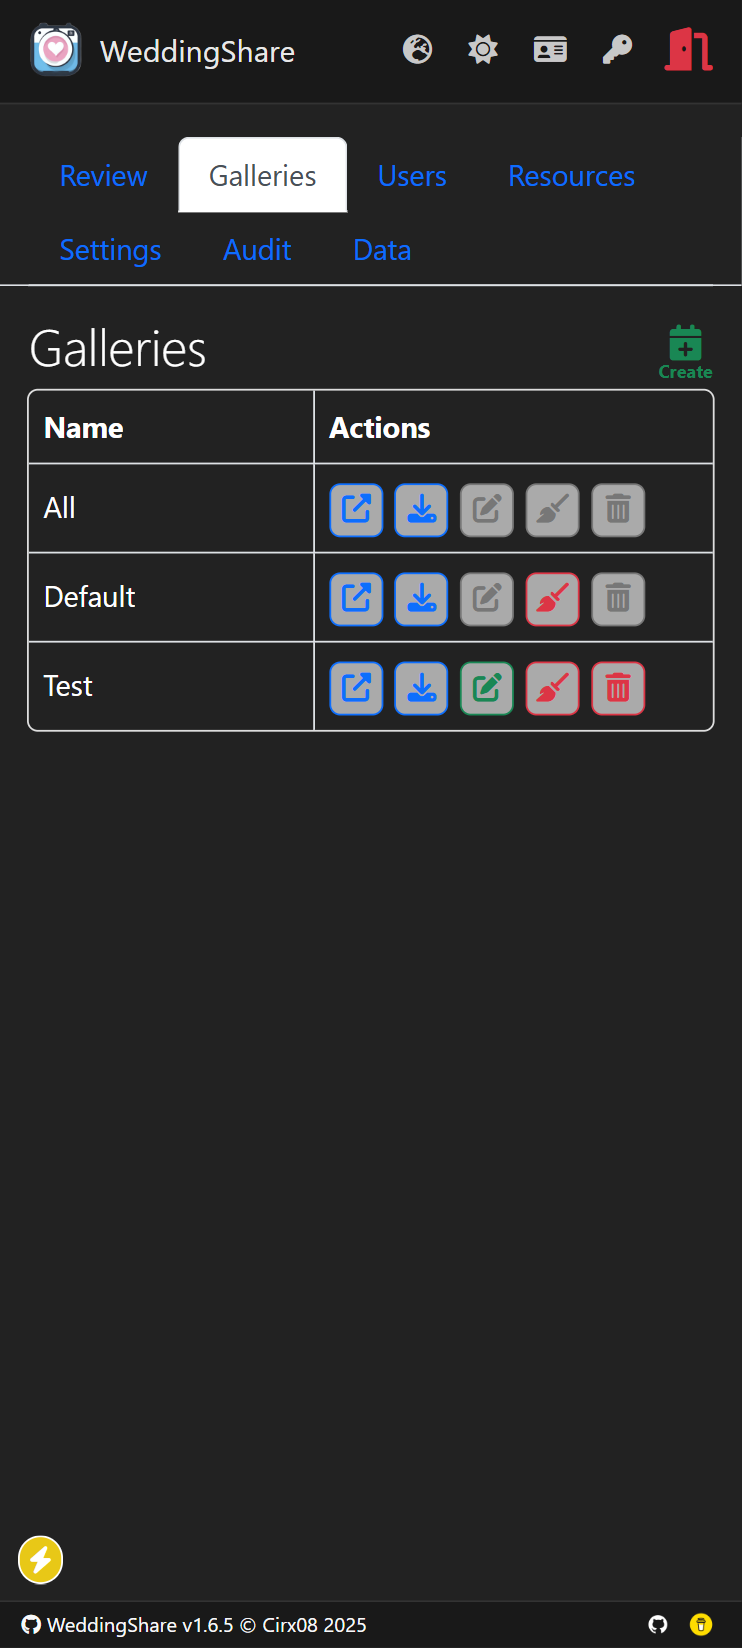 WeddingShare
Review Galleries Users Resources
Settings Audit Data
Galleries
Create
Name Actions
All
Default
Test
WeddingShare v1.6.5 © Cirx08 2025